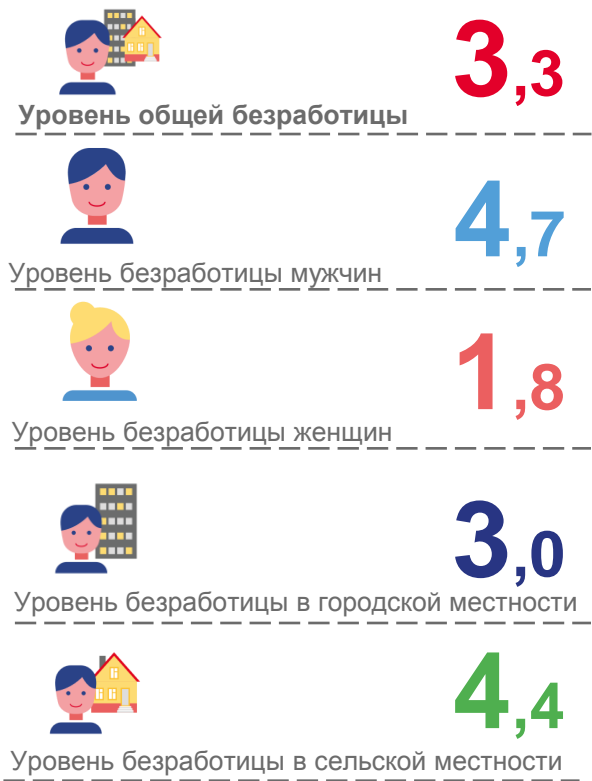 3,3
Уровень общей безработицы
4,7
Уровень безработицы мужчин
1,8
Уровень безработицы женщин
3,0
Уровень безработицы в городской местности
4,4
Уровень безработицы в сельской местности